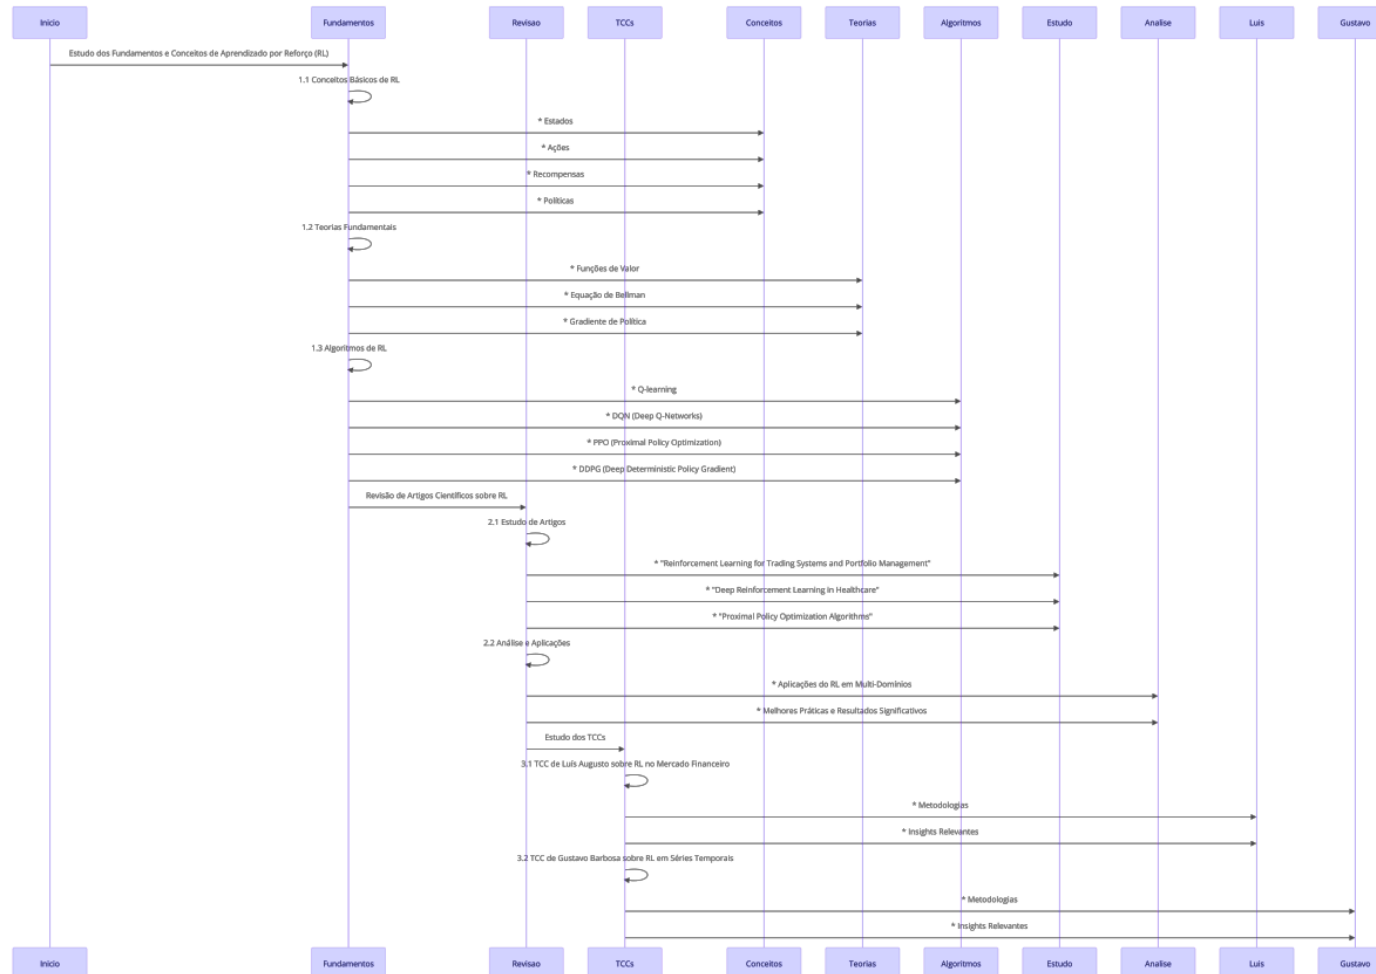 Inicio
Fundamentos
Revisao
TCCs
Conceitos
Teorias
Algoritmos
Estudo
Analise
Luis
Gustavo
Estudo dos Fundamentos e Conceitos de Aprendizado por Reforço (RL)
1.1 Conceitos Básicos de RL
* Estados
* Ações
* Recompensas
* Políticas
1.2 Teorias Fundamentais
* Funções de Valor
* Equação de Bellman
* Gradiente de Política
1.3 Algoritmos de RL
* Q-learning
* DQN (Deep Q-Networks)
* PPO (Proximal Policy Optimization)
* DDPG (Deep Deterministic Policy Gradient)
Revisão de Artigos Científicos sobre RL
2.1 Estudo de Artigos
* "Reinforcement Learning for Trading Systems and Portfolio Management"
* "Deep Reinforcement Learning in Healthcare"
* "Proximal Policy Optimization Algorithms"
2.2 Análise e Aplicações
* Aplicações do RL em Multi-Domínios
* Melhores Práticas e Resultados Significativos
Estudo dos TCCs
3.1 TCC de Luís Augusto sobre RL no Mercado Financeiro
* Metodologias
* Insights Relevantes
3.2 TCC de Gustavo Barbosa sobre RL em Séries Temporais
* Metodologias
* Insights Relevantes
Inicio
Fundamentos
Revisao
TCCs
Conceitos
Teorias
Algoritmos
Estudo
Analise
Luis
Gustavo